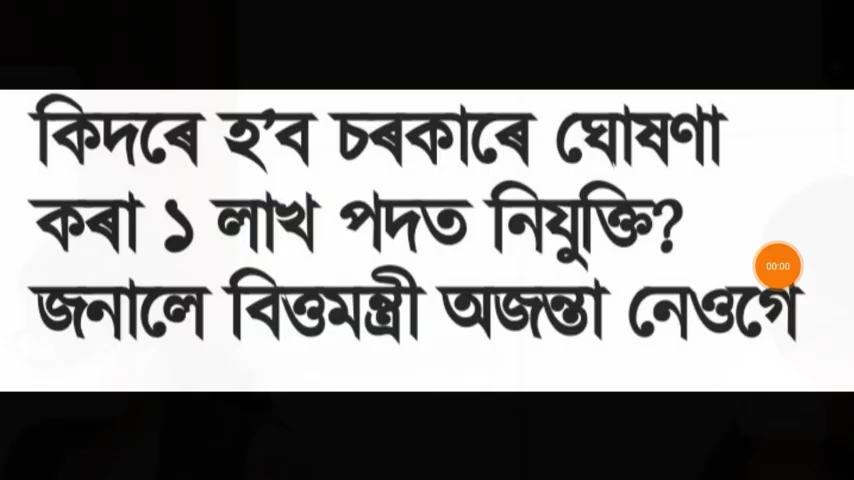 কিদৰে হ'ব চৰকাৰে ঘোষণা
কৰা ১ লাখ পদত নিযুক্তি?
জনালে বিত্তমন্ত্ৰী অজন্তা নেওগে
00:00